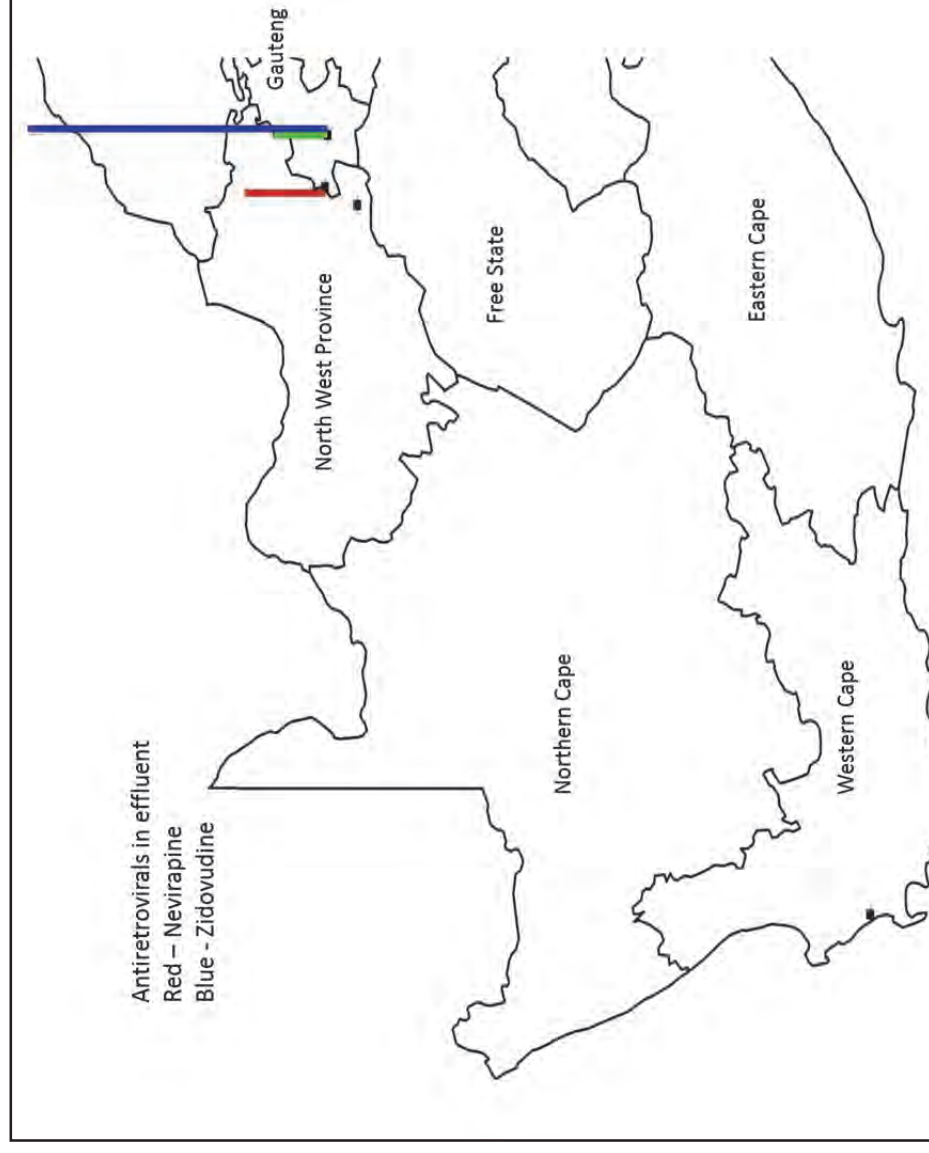 Antiretrovirals in effluent
Red – Nevirapine
Blue - Zidovudine
Gauteng
North West Province
Free State
Eastern Cape
Northern Cape
Western Cape